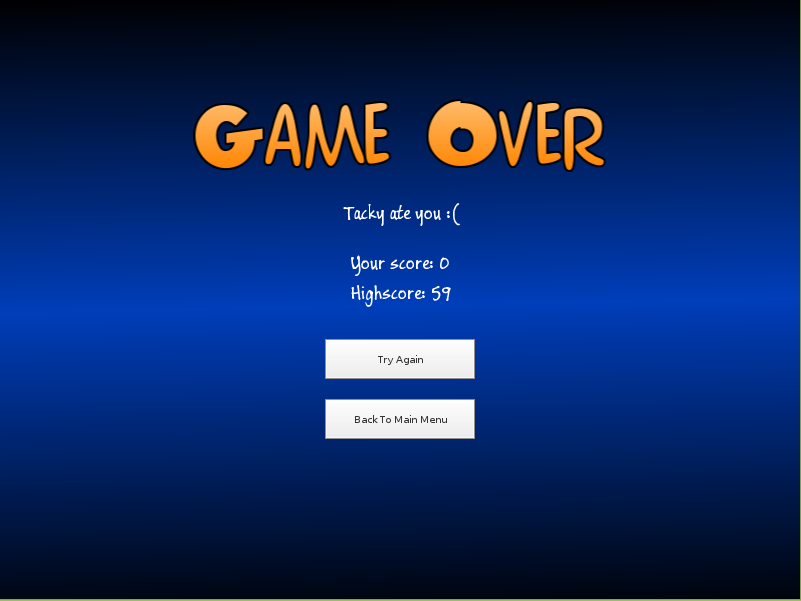 GAME OVER
Tacky ate you :(
Your score: 0
Highscore: 59
Try Again
Back To Main Menu